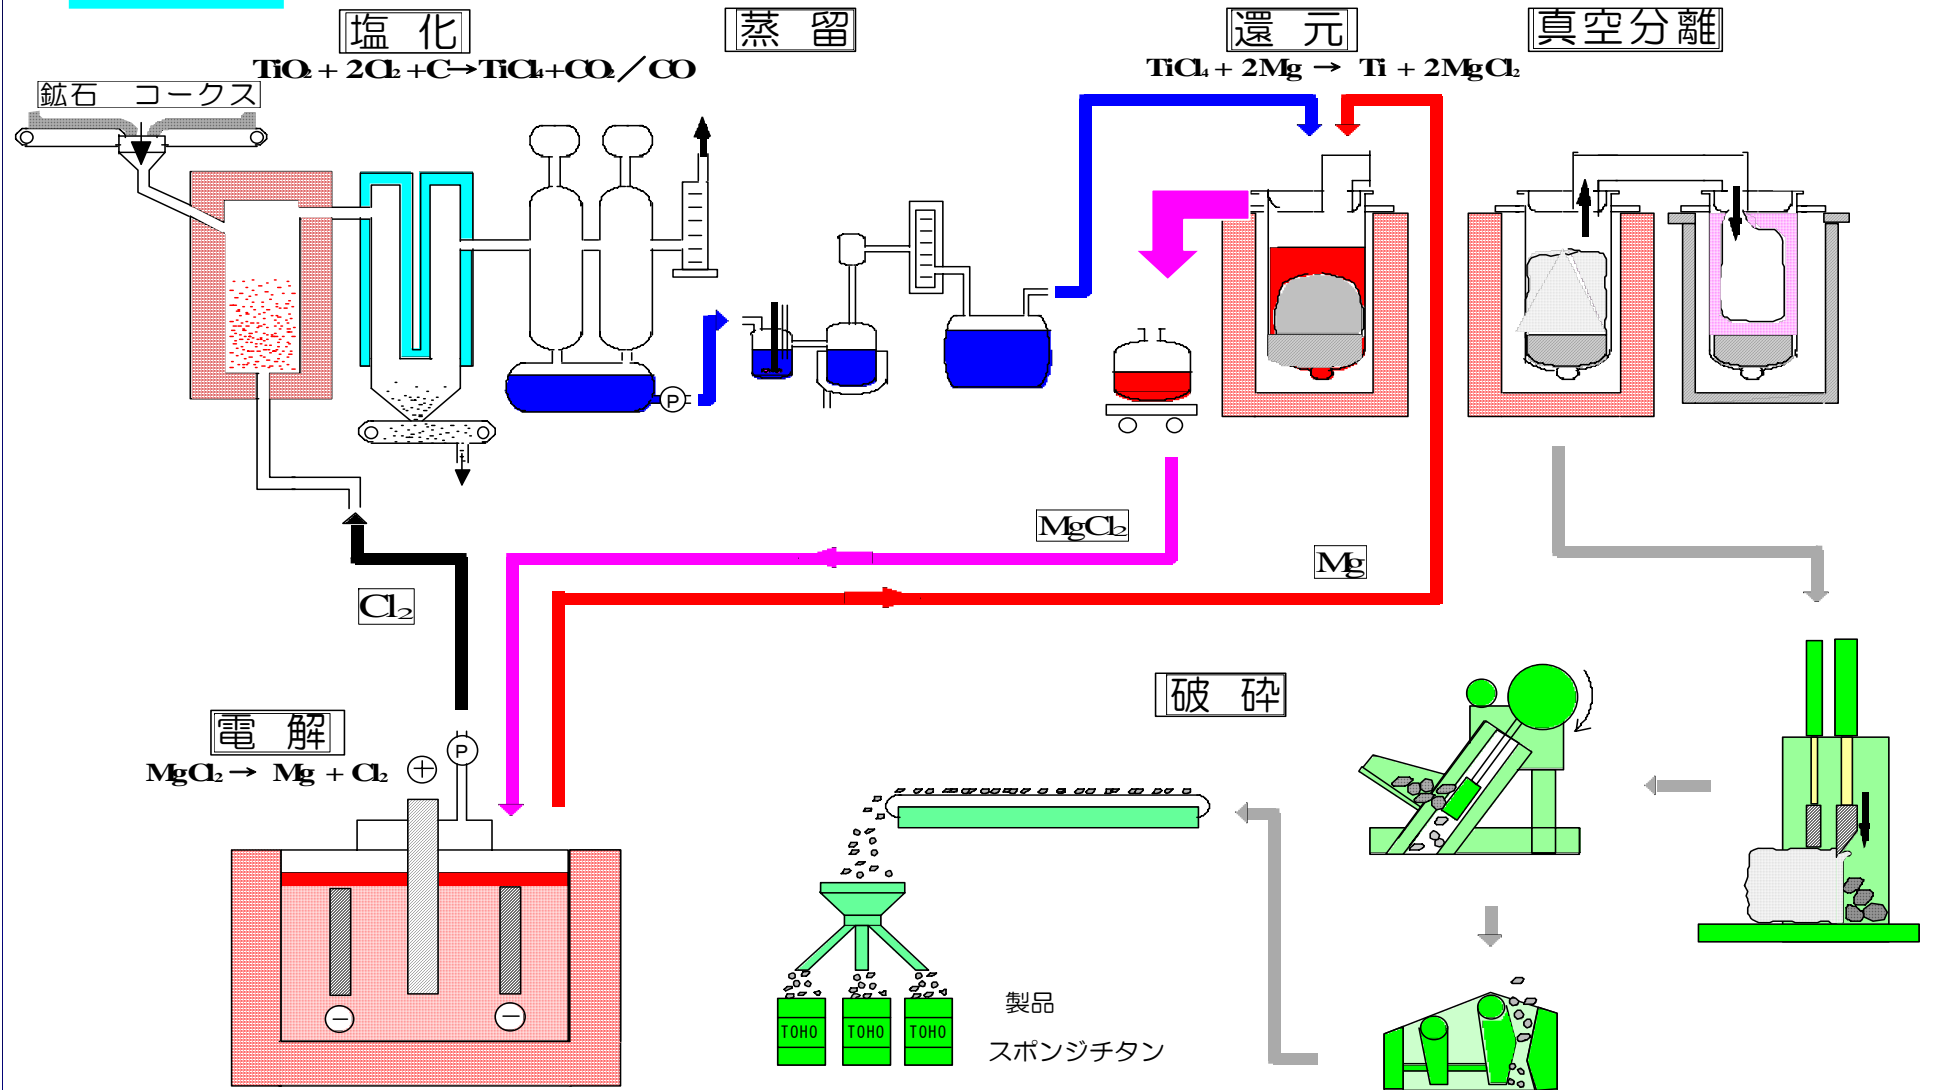 塩 化
蒸 留
還 元
真空分離
TiO₂ + 2Cl₂ +C→TiCl₄+CO₂/CO
TiCl₄ + 2Mg → Ti + 2MgCl₂
鉱石 コークス
P
MgCl₂
Mg
Cl₂
破 砕
電 解
MgCl₂ → Mg + Cl₂
P
+
− −
製品
スポンジチタン
TOHO TOHO TOHO